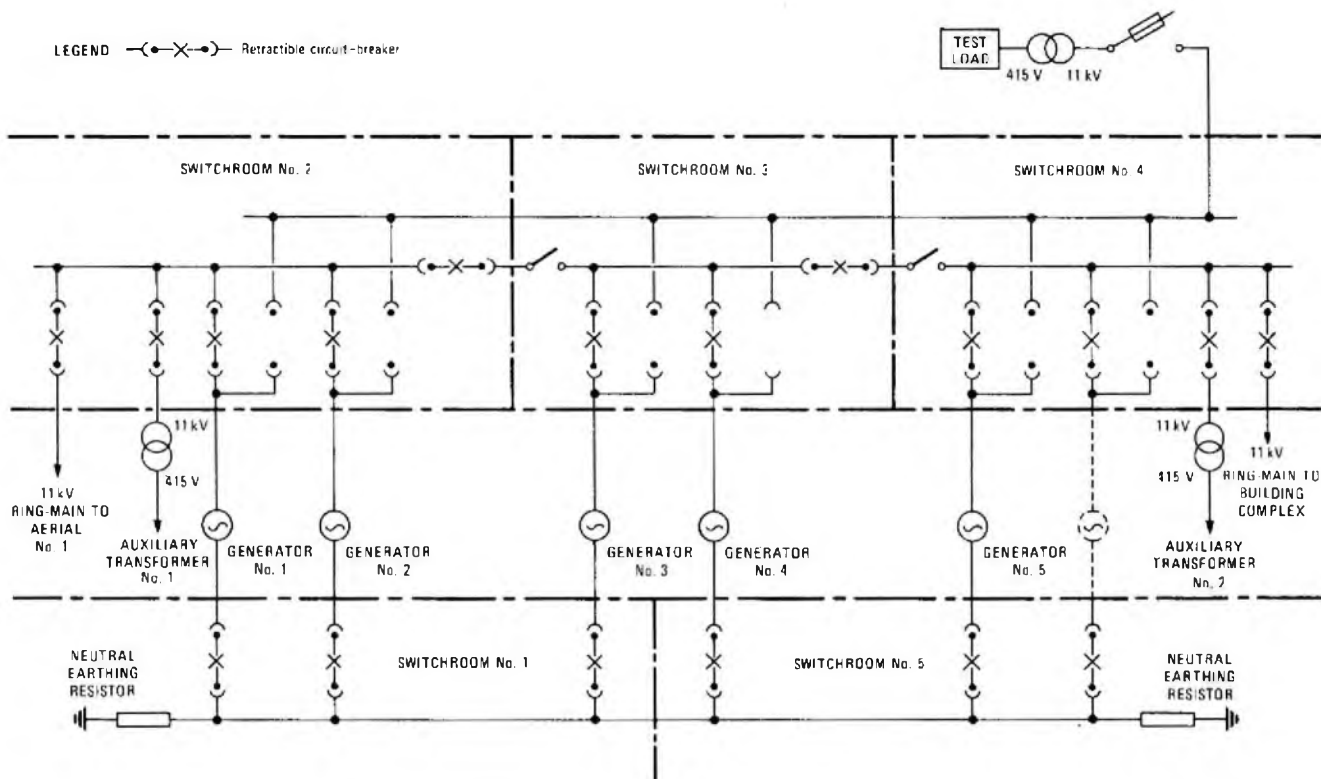 LEGEND
Retractible circuit-breaker
TEST
LOAD
415 V
11 kV
SWITCHROOM No. 2
SWITCHROOM No. 3
SWITCHROOM No. 4
11 kV
415 V
11 kV
RING-MAIN TO
AERIAL
No. 1
AUXILIARY
TRANSFORMER
No. 1
GENERATOR
No. 1
GENERATOR
No. 2
GENERATOR
No. 3
GENERATOR
No. 4
GENERATOR
No. 5
11 kV
415 V
AUXILIARY
TRANSFORMER
No. 2
11 kV
RING-MAIN TO
BUILDING
COMPLEX
NEUTRAL
EARTHING
RESISTOR
SWITCHROOM No. 1
SWITCHROOM No. 5
NEUTRAL
EARTHING
RESISTOR